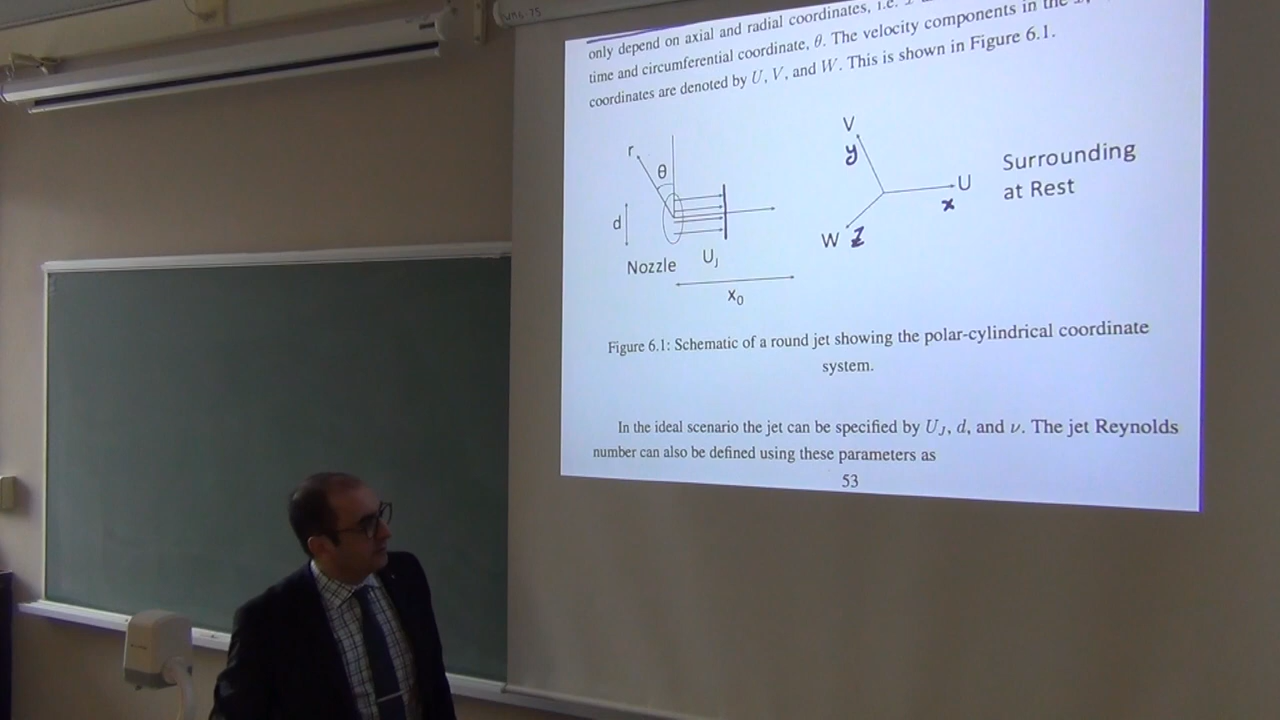 only depend on axial and radial coordinates, i.e.
time and circumferential coordinate, θ. The velocity components in the
coordinates are denoted by U, V, and W. This is shown in Figure 6.1.
V
r
y
θ
Surrounding
U
at Rest
x
d
W z
Nozzle
U_J
x_0
Figure 6.1: Schematic of a round jet showing the polar-cylindrical coordinate
system.
In the ideal scenario the jet can be specified by U_J, d, and ν. The jet Reynolds
number can also be defined using these parameters as
53